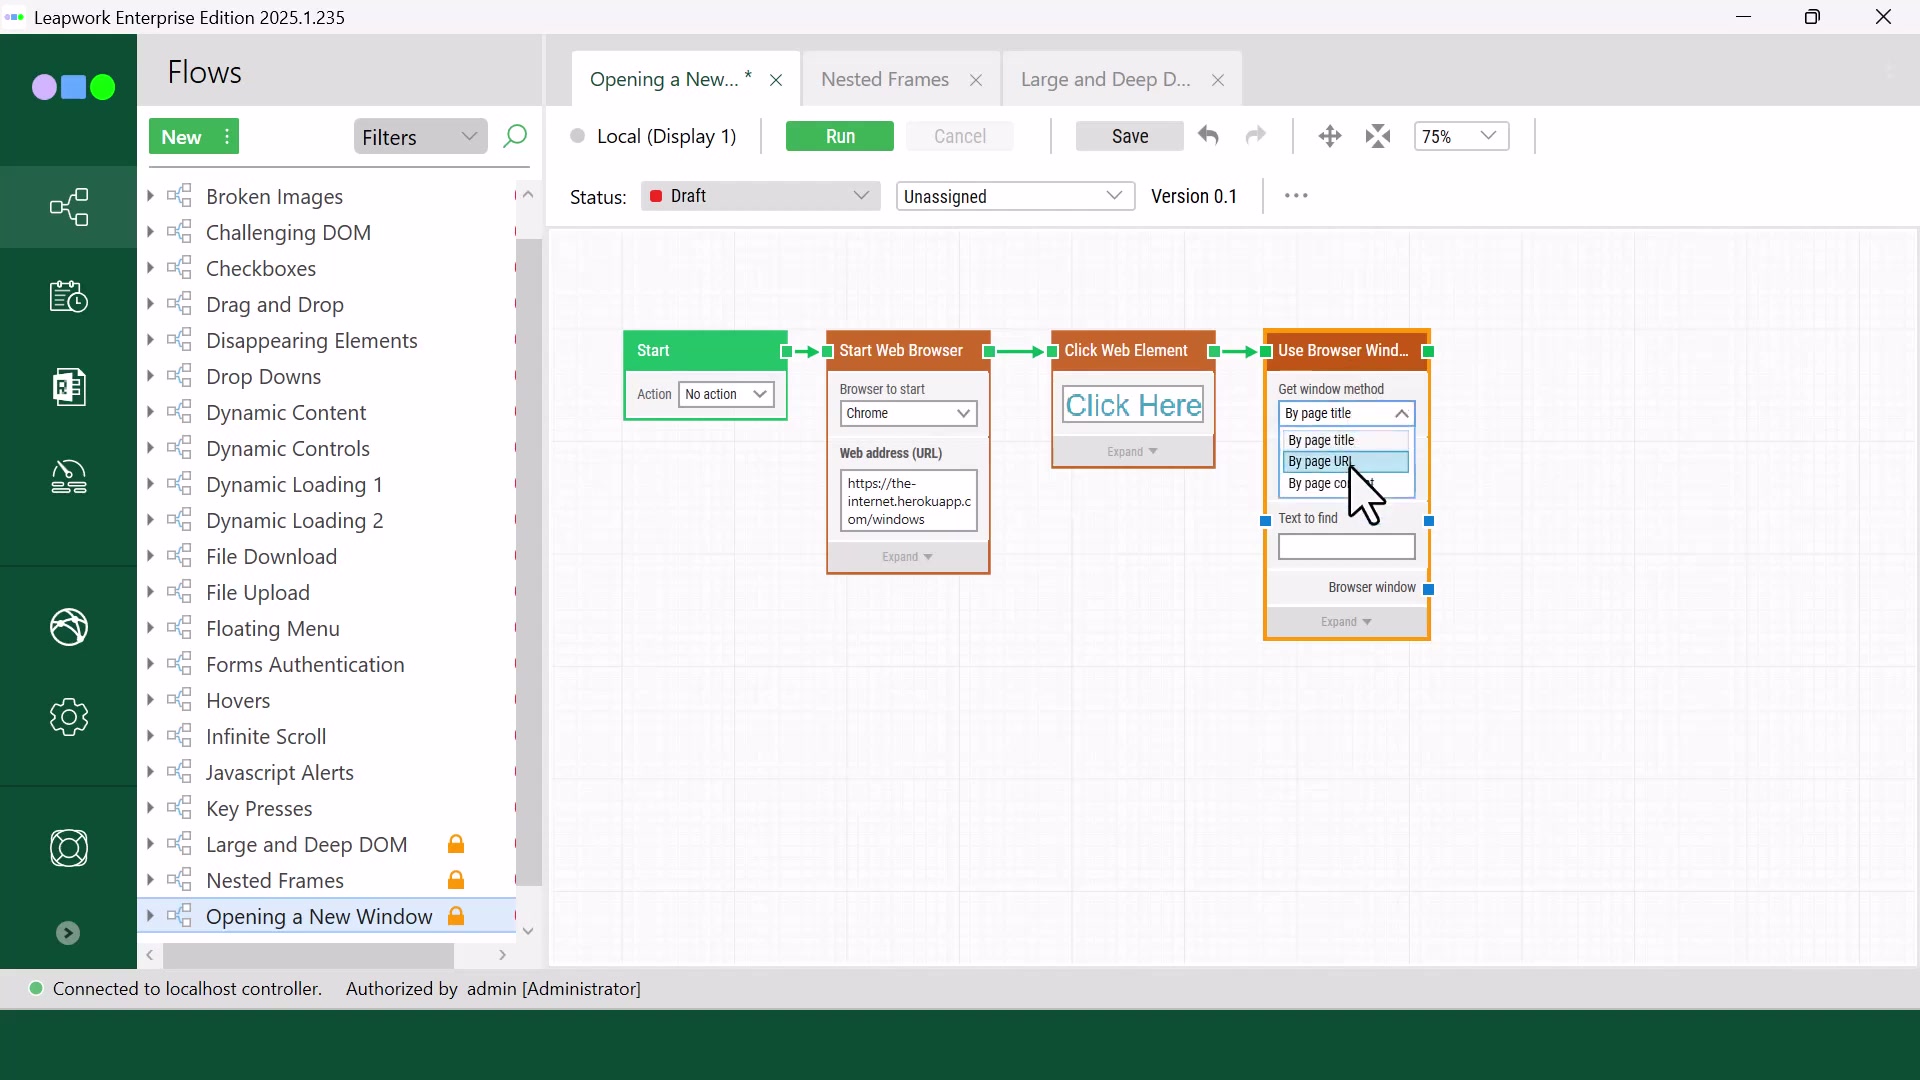 Leapwork Enterprise Edition 2025.1.235
Flows
Opening a New... *
Nested Frames
Large and Deep D...
New
Filters
Local (Display 1)
Run
Cancel
Save
75%
Status:
Draft
Unassigned
Version 0.1
Broken Images
Challenging DOM
Checkboxes
Drag and Drop
Disappearing Elements
Drop Downs
Dynamic Content
Dynamic Controls
Dynamic Loading 1
Dynamic Loading 2
File Download
File Upload
Floating Menu
Forms Authentication
Hovers
Infinite Scroll
Javascript Alerts
Key Presses
Large and Deep DOM
Nested Frames
Opening a New Window
Start
Action
No action
Start Web Browser
Browser to start
Chrome
Web address (URL)
https://the-
internet.herokuapp.c
om/windows
Expand
Click Web Element
Click Here
Expand
Use Browser Wind...
Get window method
By page title
By page title
By page URL
By page
Text to find
Browser window
Expand
Connected to localhost controller.
Authorized by admin [Administrator]